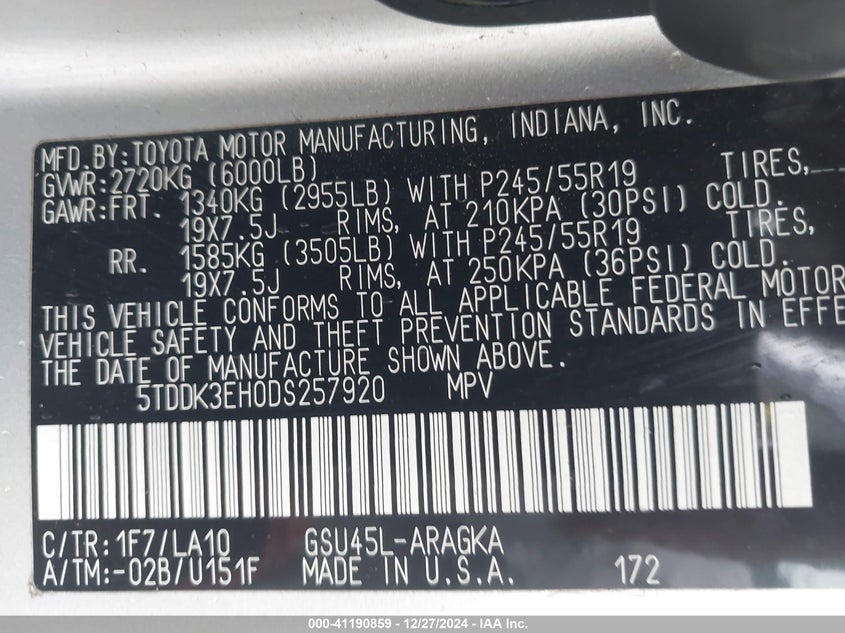 MFD. BY: TOYOTA MOTOR MANUFACTURING, INDIANA, INC.
GVWR: 2720KG (6000LB)
GAWR: FRT. 1340KG (2955LB) WITH P245/55R19 TIRES,
19X7.5J RIMS, AT 210KPA (30PSI) COLD.
RR. 1585KG (3505LB) WITH P245/55R19 TIRES,
19X7.5J RIMS, AT 250KPA (36PSI) COLD.
THIS VEHICLE CONFORMS TO ALL APPLICABLE FEDERAL MOTOR
VEHICLE SAFETY AND THEFT PREVENTION STANDARDS IN EFFE
THE DATE OF MANUFACTURE SHOWN ABOVE.
5TDDK3EH0DS257920 MPV
C/TR: 1F7/LA10 GSU45L-ARAGKA
A/TM: -02B/U151F MADE IN U.S.A. 172
000-41190859 - 12/27/2024 - IAA Inc.